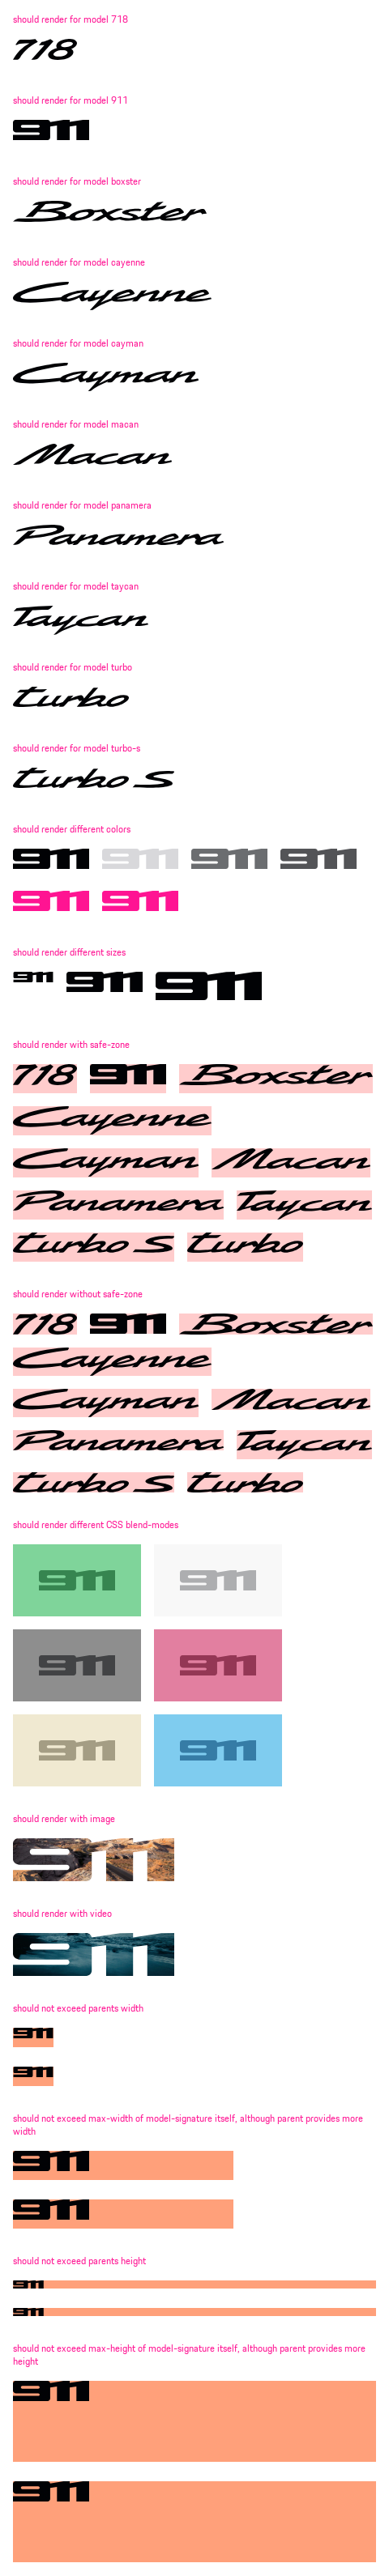 should render for model 718
718
should render for model 911
911
should render for model boxster
Boxster
should render for model cayenne
Cayenne
should render for model cayman
Cayman
should render for model macan
Macan
should render for model panamera
Panamera
should render for model taycan
Taycan
should render for model turbo
turbo
should render for model turbo-s
turbo S
should render different colors
911 911 911 911
911 911
should render different sizes
911 911 911
should render with safe-zone
718 911 Boxster
Cayenne
Cayman Macan
Panamera Taycan
turbo S turbo
should render without safe-zone
718 911 Boxster
Cayenne
Cayman Macan
Panamera Taycan
turbo S turbo
should render different CSS blend-modes
911 911
911 911
911 911
should render with image
911
should render with video
911
should not exceed parents width
911
911
should not exceed max-width of model-signature itself, although parent provides more
width
911
911
should not exceed parents height
911
911
should not exceed max-height of model-signature itself, although parent provides more
height
911
911